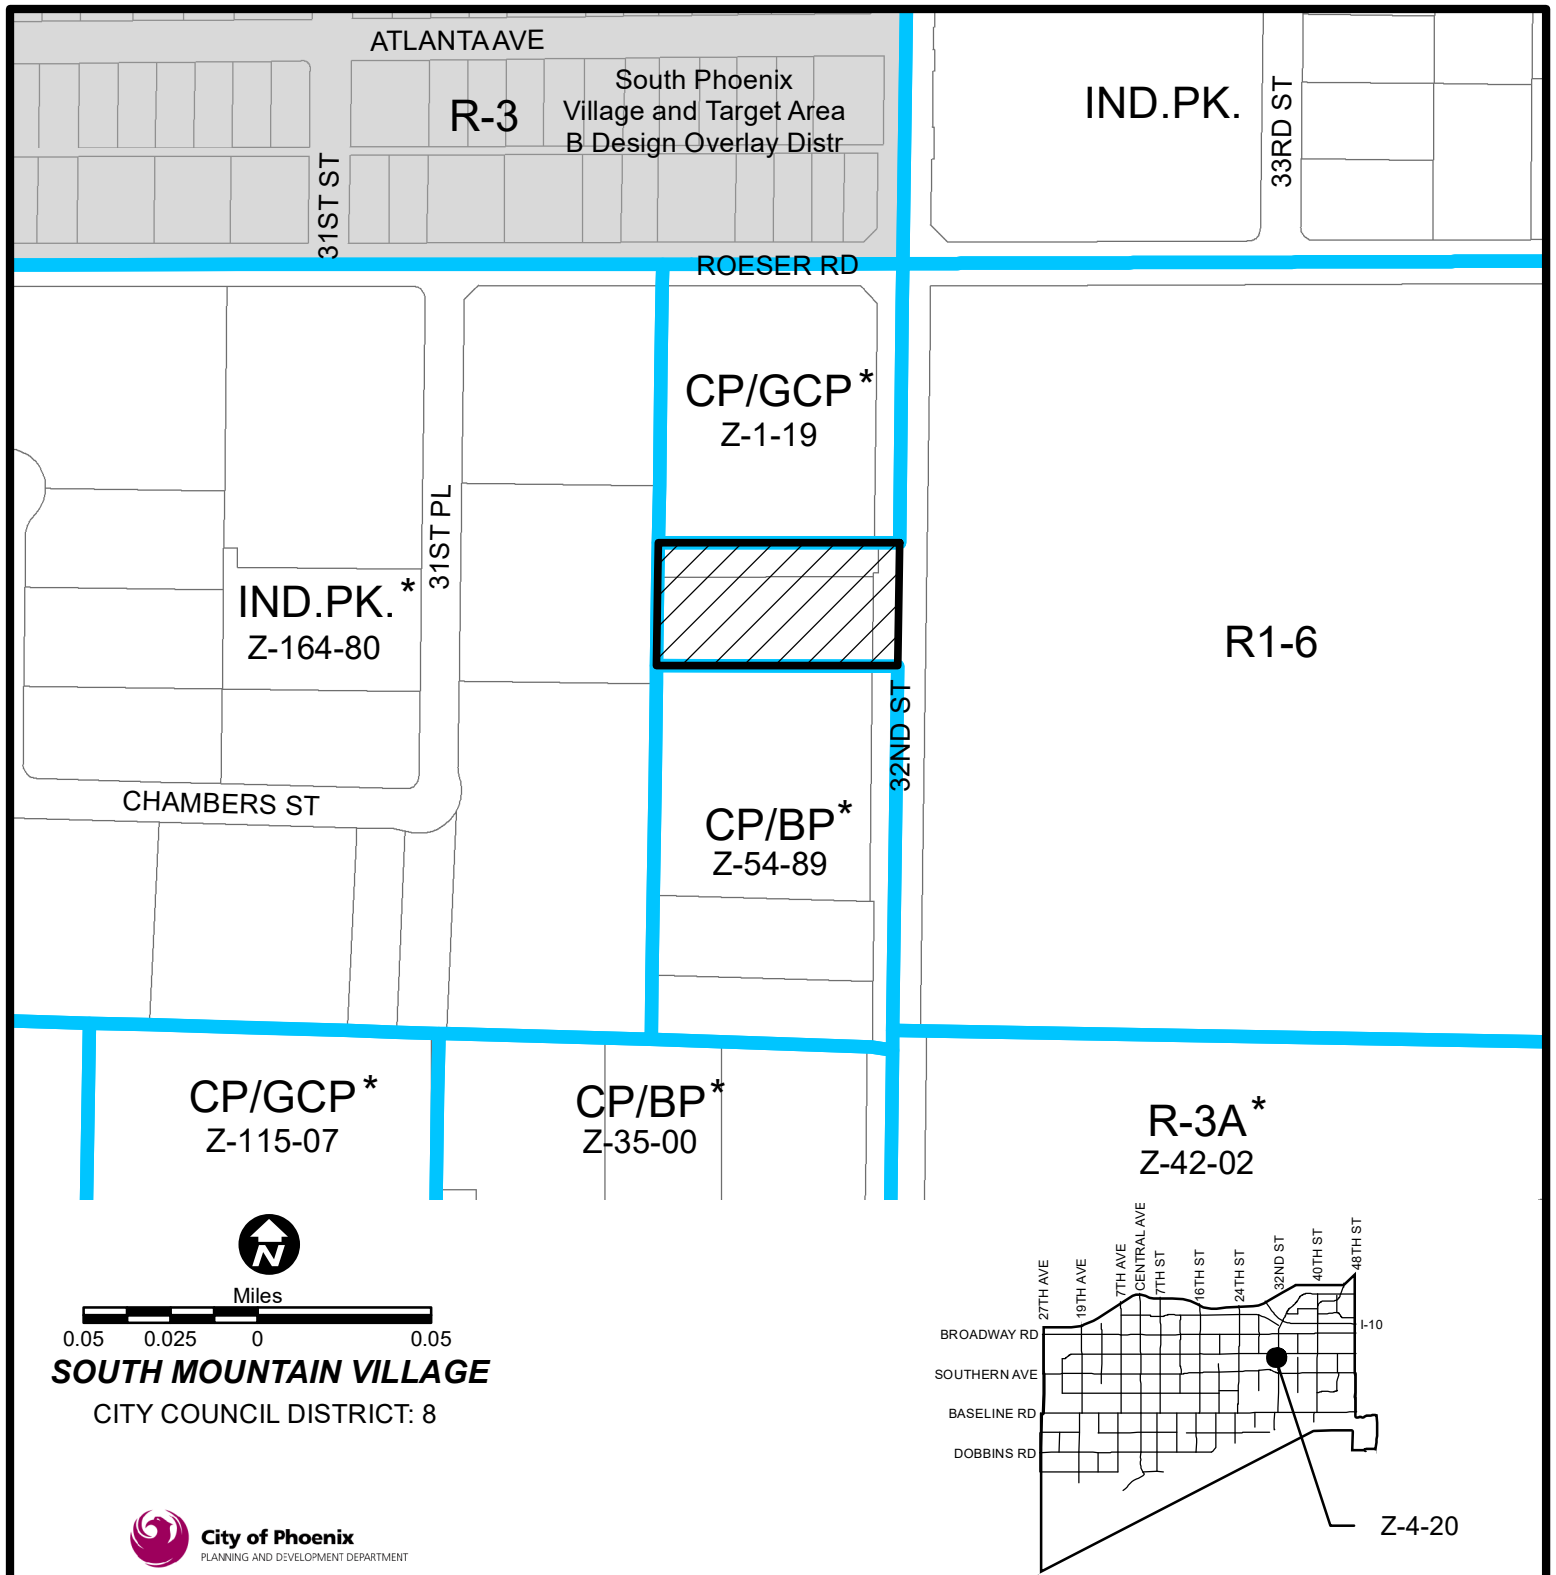 ATLANTA AVE
South Phoenix
Village and Target Area
B Design Overlay Distr
R-3
IND.PK.
33RD ST
31ST ST
ROESER RD
CP/GCP*
Z-1-19
31ST PL
IND.PK.*
Z-164-80
R1-6
32ND ST
CHAMBERS ST
CP/BP*
Z-54-89
CP/GCP*
Z-115-07
CP/BP*
Z-35-00
R-3A*
Z-42-02
N
Miles
0.05 0.025 0 0.05
SOUTH MOUNTAIN VILLAGE
CITY COUNCIL DISTRICT: 8
City of Phoenix
PLANNING AND DEVELOPMENT DEPARTMENT
27TH AVE
19TH AVE
7TH AVE
CENTRAL AVE
7TH ST
16TH ST
24TH ST
32ND ST
40TH ST
48TH ST
I-10
BROADWAY RD
SOUTHERN AVE
BASELINE RD
DOBBINS RD
Z-4-20